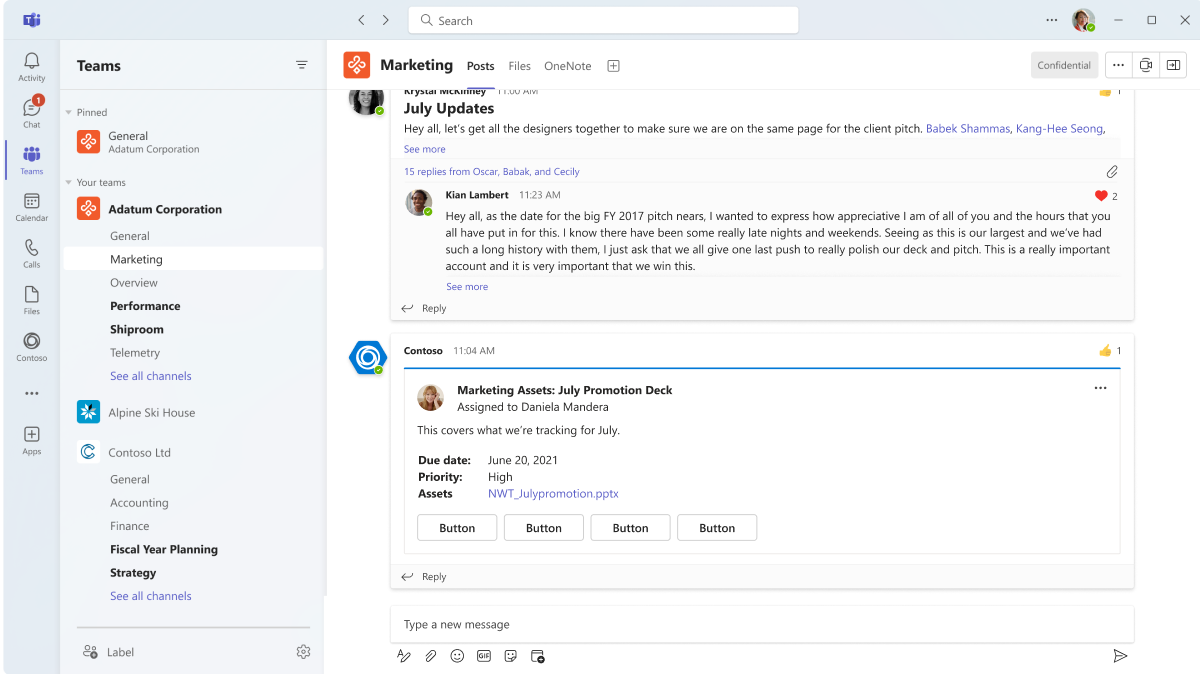 Search
Activity
1
Chat
Teams
Calendar
Calls
Files
Contoso
Apps
Teams
Pinned
General
Adatum Corporation
Your teams
Adatum Corporation
General
Marketing
Overview
Performance
Shiproom
Telemetry
See all channels
Alpine Ski House
Contoso Ltd
General
Accounting
Finance
Fiscal Year Planning
Strategy
See all channels
Label
Marketing Posts Files OneNote
Confidential
Krystal McKinney 11:00 AM 1
July Updates
Hey all, let's get all the designers together to make sure we are on the same page for the client pitch. Babek Shammas, Kang-Hee Seong,
See more
15 replies from Oscar, Babak, and Cecily
Kian Lambert 11:23 AM 2
Hey all, as the date for the big FY 2017 pitch nears, I wanted to express how appreciative I am of all of you and the hours that you
all have put in for this. I know there have been some really late nights and weekends. Seeing as this is our largest and we've had
such a long history with them, I just ask that we all give one last push to really polish our deck and pitch. This is a really important
account and it is very important that we win this.
See more
Reply
Contoso 11:04 AM 1
Marketing Assets: July Promotion Deck
Assigned to Daniela Mandera
This covers what we're tracking for July.
Due date: June 20, 2021
Priority: High
Assets NWT_Julypromotion.pptx
Button Button Button Button
Reply
Type a new message
GIF